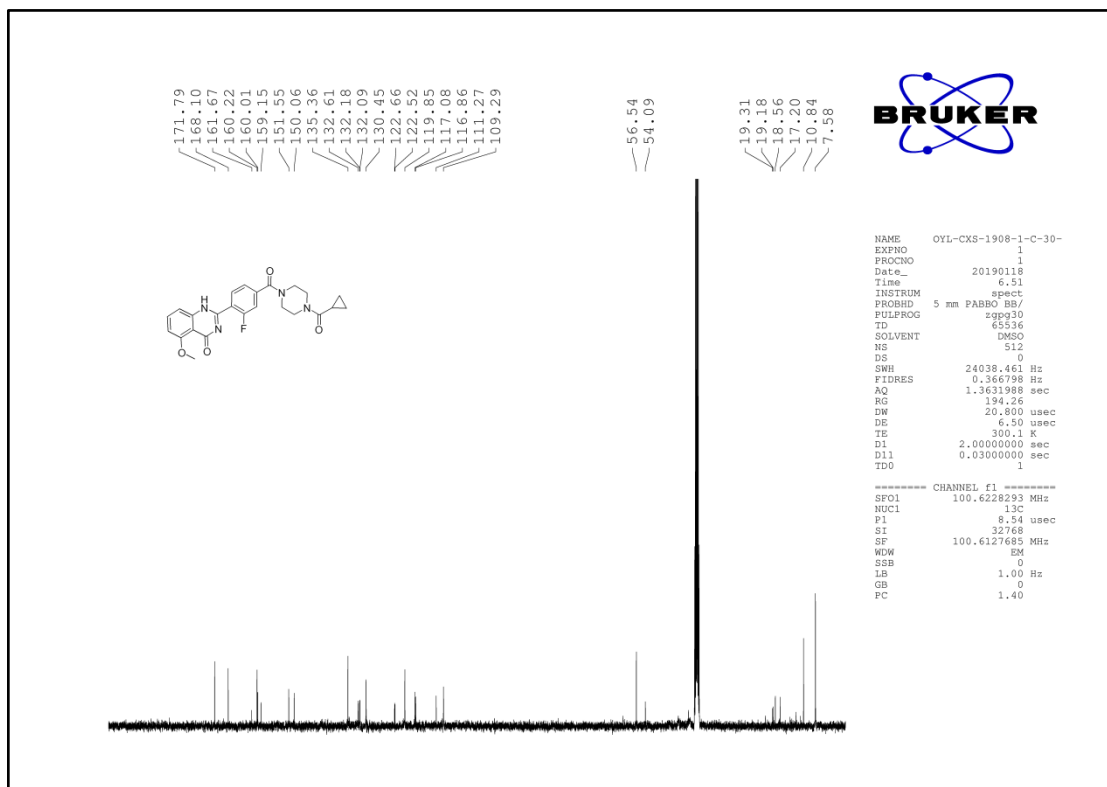 171.79
168.10
161.67
160.22
160.01
159.15
151.55
150.06
135.36
132.61
132.18
132.09
130.45
122.66
122.52
119.85
117.08
116.86
111.27
109.29
56.54
54.09
19.31
19.18
18.56
17.20
10.84
7.58
BRUKER
O
H
N
N
N
N
F
O
O
O
NAME OYL-CXS-1908-1-C-30-
EXPNO 1
PROCNO 1
Date_ 20190118
Time 6.51
INSTRUM spect
PROBHD 5 mm PABBO BB/
PULPROG zgpg30
TD 65536
SOLVENT DMSO
NS 512
DS 0
SWH 24038.461 Hz
FIDRES 0.366798 Hz
AQ 1.3631988 sec
RG 194.26
DW 20.800 usec
DE 6.50 usec
TE 300.1 K
D1 2.00000000 sec
D11 0.03000000 sec
TD0 1
======== CHANNEL f1 ========
SFO1 100.6228293 MHz
NUC1 13C
P1 8.54 usec
SI 32768
SF 100.6127685 MHz
WDW EM
SSB 0
LB 1.00 Hz
GB 0
PC 1.40